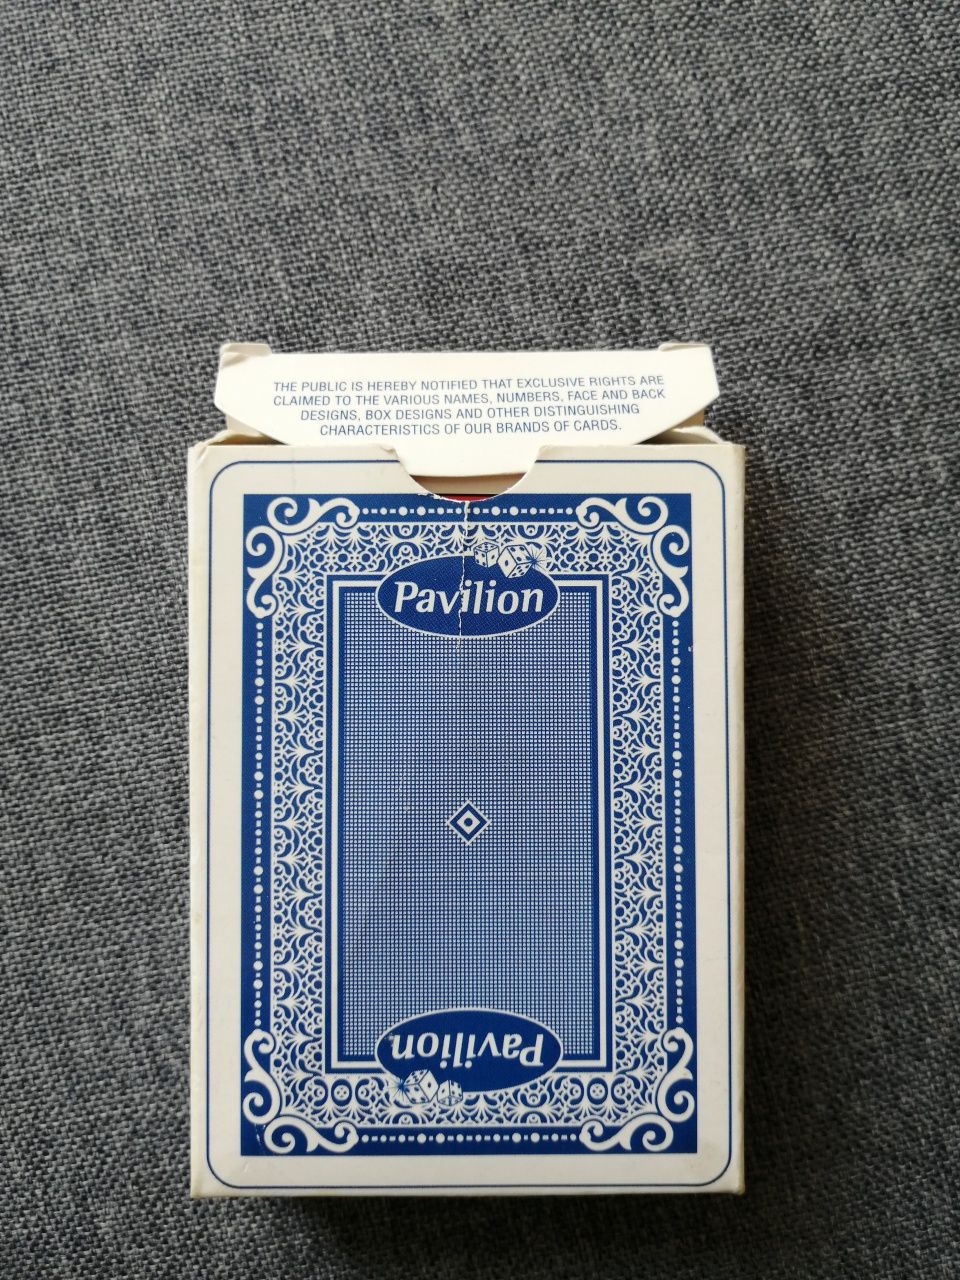 THE PUBLIC IS HEREBY NOTIFIED THAT EXCLUSIVE RIGHTS ARE
CLAIMED TO THE VARIOUS NAMES, NUMBERS, FACE AND BACK
DESIGNS, BOX DESIGNS AND OTHER DISTINGUISHING
CHARACTERISTICS OF OUR BRANDS OF CARDS.
Pavilion
Pavilion